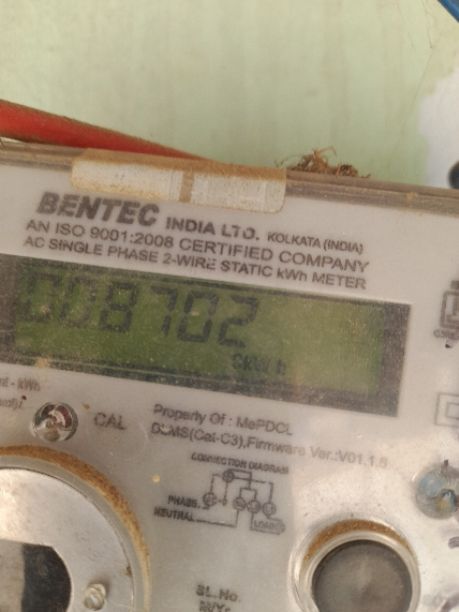 BENTEC INDIA LTD. KOLKATA (INDIA)
AN ISO 9001:2008 CERTIFIED COMPANY
AC SINGLE PHASE 2-WIRE STATIC kWh METER
008702
kWh
CAL
Property Of : MePDCL
DLMS(Cat-C3),Firmware Ver.:V01.1.6
CONNECTION DIAGRAM
PHASE
NEUTRAL
LOAD
SL.No.